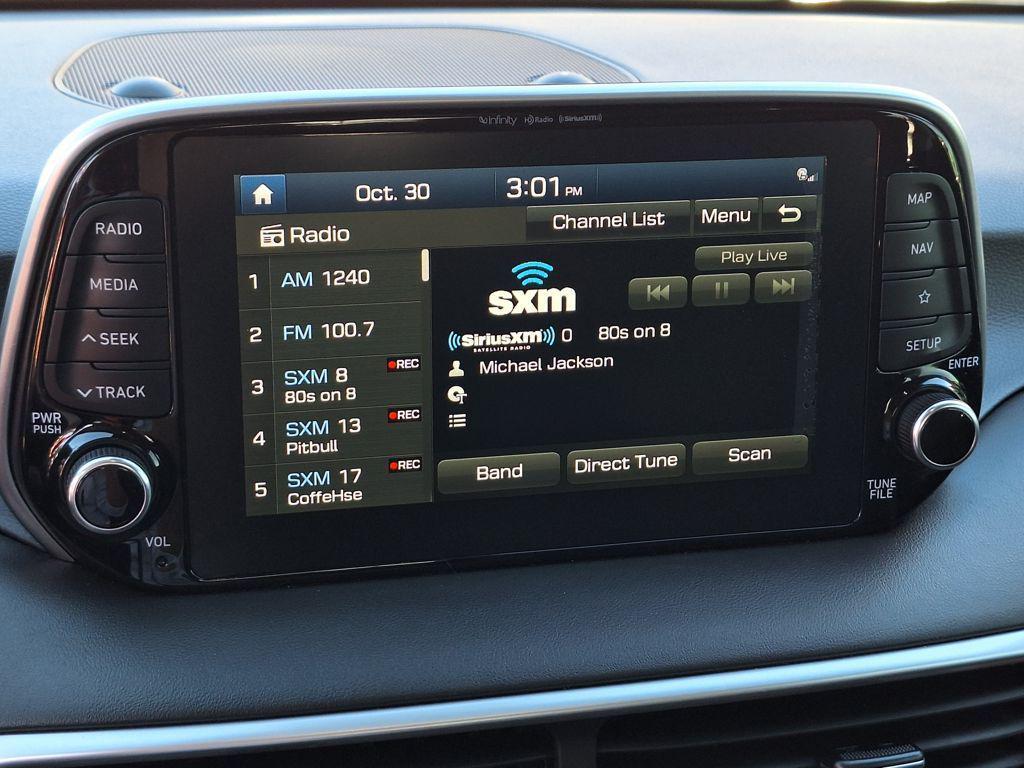 infinity HD Radio ((SiriusXM))
Oct. 30 3:01 PM
Radio Channel List Menu
Play Live
1 AM 1240
2 FM 100.7
3 SXM 8 REC
80s on 8
4 SXM 13 REC
Pitbull
5 SXM 17 REC
CoffeHse
sxm
((SiriusXM)) 0 80s on 8
SATELLITE RADIO
Michael Jackson
Band Direct Tune Scan
RADIO
MEDIA
SEEK
TRACK
PWR
PUSH
VOL
MAP
NAV
SETUP
ENTER
TUNE
FILE